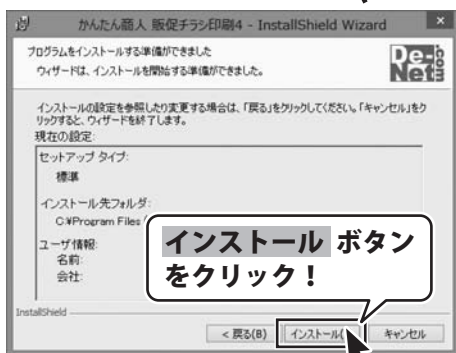 かんたん商人 販促チラシ印刷4 - InstallShield Wizard
プログラムをインストールする準備ができました
ウィザードは、インストールを開始する準備ができました。
De-Net
インストールの設定を参照したり変更する場合は、「戻る」をクリックしてください。「キャンセル」をク
リックすると、ウィザードを終了します。
現在の設定:
セットアップ タイプ:
標準
インストール先フォルダ:
C:¥Program Files
ユーザ情報:
名前:
会社:
インストール ボタン
をクリック!
InstallShield
< 戻る(B)
インストール(
キャンセル